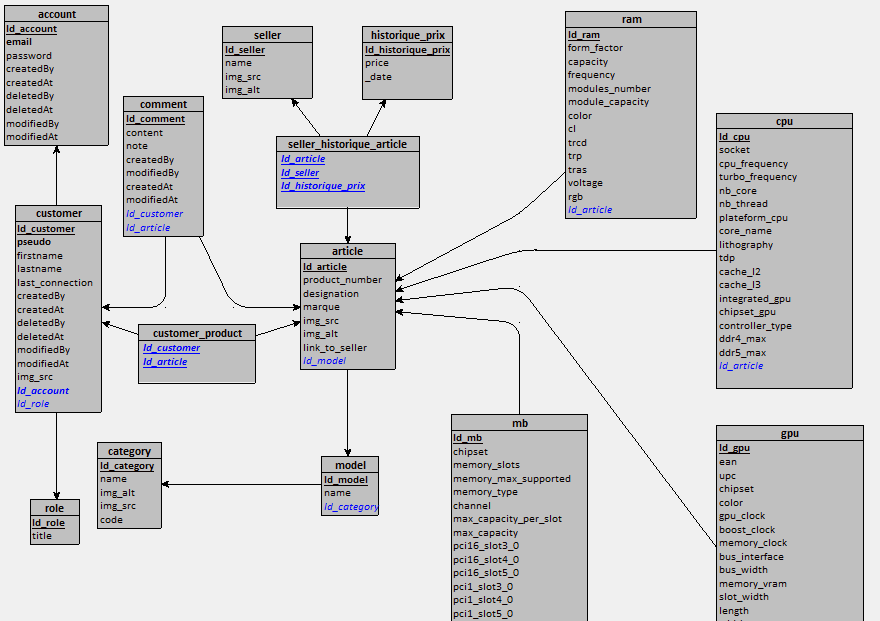 account
Id_account
email
password
createdBy
createdAt
deletedBy
deletedAt
modifiedBy
modifiedAt
seller
Id_seller
name
img_src
img_alt
historique_prix
Id_historique_prix
price
_date
ram
Id_ram
form_factor
capacity
frequency
modules_number
module_capacity
color
cl
trcd
trp
tras
voltage
rgb
Id_article
comment
Id_comment
content
note
createdBy
modifiedBy
createdAt
modifiedAt
Id_customer
Id_article
cpu
Id_cpu
socket
cpu_frequency
turbo_frequency
nb_core
nb_thread
plateform_cpu
core_name
lithography
tdp
cache_l2
cache_l3
integrated_gpu
chipset_gpu
controller_type
ddr4_max
ddr5_max
Id_article
seller_historique_article
Id_article
Id_seller
Id_historique_prix
customer
Id_customer
pseudo
firstname
lastname
last_connection
createdBy
createdAt
deletedBy
deletedAt
modifiedBy
modifiedAt
img_src
Id_account
Id_role
article
Id_article
product_number
designation
marque
img_src
img_alt
link_to_seller
Id_model
customer_product
Id_customer
Id_article
mb
Id_mb
chipset
memory_slots
memory_max_supported
memory_type
channel
max_capacity_per_slot
max_capacity
pci16_slot3_0
pci16_slot4_0
pci16_slot5_0
pci1_slot3_0
pci1_slot4_0
pci1_slot5_0
gpu
Id_gpu
ean
upc
chipset
color
gpu_clock
boost_clock
memory_clock
bus_interface
bus_width
memory_vram
slot_width
length
category
Id_category
name
img_alt
img_src
code
model
Id_model
name
Id_category
role
Id_role
title